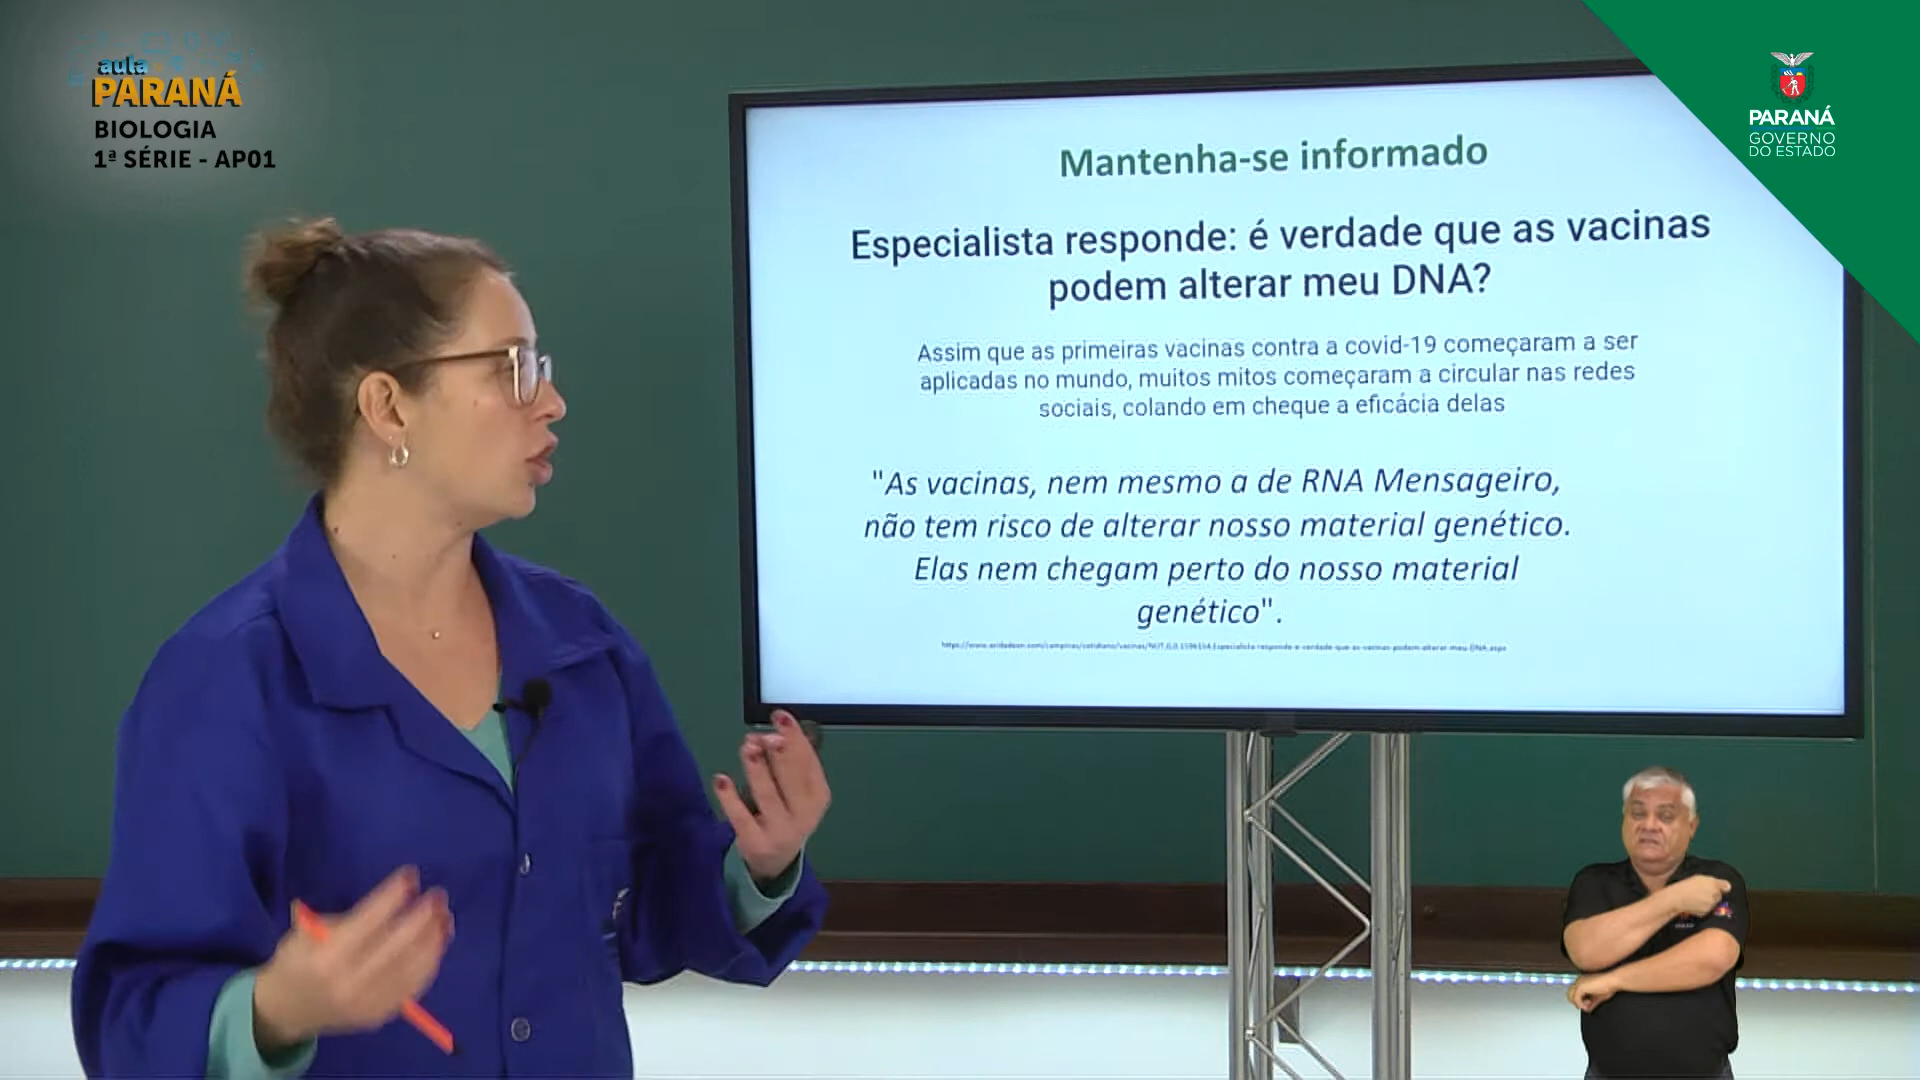 aula
PARANÁ
BIOLOGIA
1ª SÉRIE - AP01
PARANÁ
GOVERNO
DO ESTADO
Mantenha-se informado
Especialista responde: é verdade que as vacinas
podem alterar meu DNA?
Assim que as primeiras vacinas contra a covid-19 começaram a ser
aplicadas no mundo, muitos mitos começaram a circular nas redes
sociais, colando em cheque a eficácia delas
"As vacinas, nem mesmo a de RNA Mensageiro,
não tem risco de alterar nosso material genético.
Elas nem chegam perto do nosso material
genético".